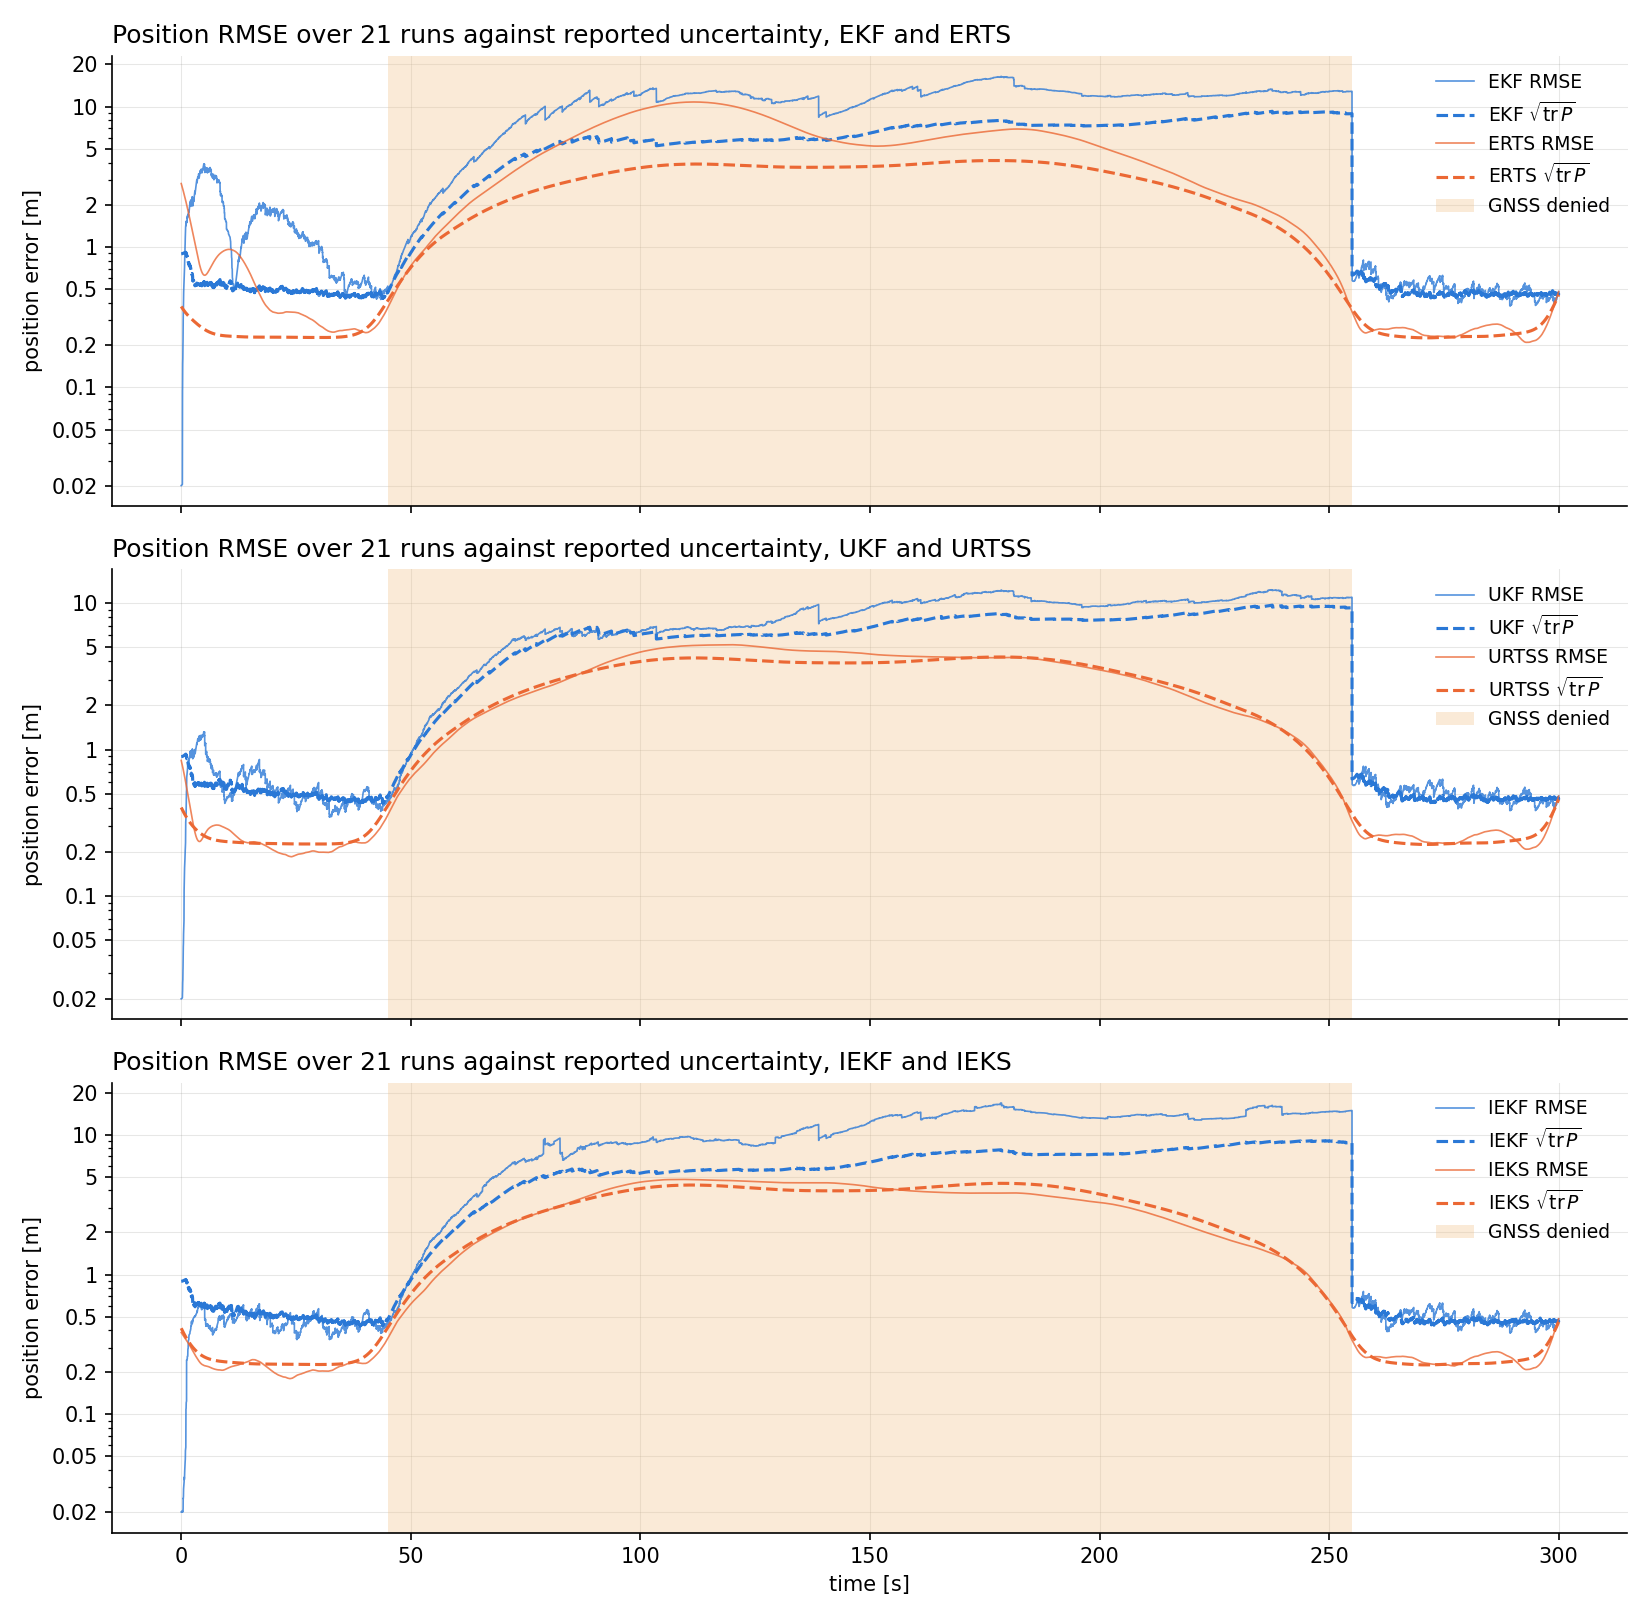 Position RMSE over 21 runs against reported uncertainty, EKF and ERTS
position error [m]
20
10
5
2
1
0.5
0.2
0.1
0.05
0.02
EKF RMSE
EKF √tr P
ERTS RMSE
ERTS √tr P
GNSS denied
Position RMSE over 21 runs against reported uncertainty, UKF and URTSS
position error [m]
10
5
2
1
0.5
0.2
0.1
0.05
0.02
UKF RMSE
UKF √tr P
URTSS RMSE
URTSS √tr P
GNSS denied
Position RMSE over 21 runs against reported uncertainty, IEKF and IEKS
position error [m]
20
10
5
2
1
0.5
0.2
0.1
0.05
0.02
IEKF RMSE
IEKF √tr P
IEKS RMSE
IEKS √tr P
GNSS denied
0 50 100 150 200 250 300
time [s]